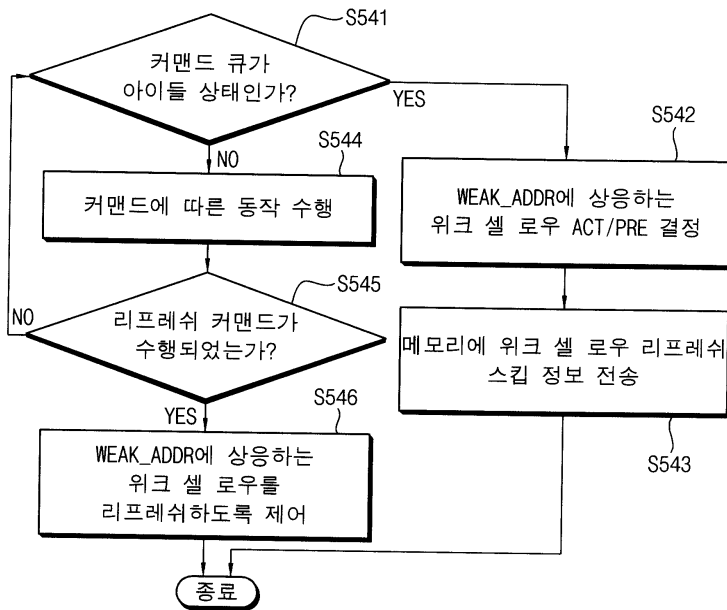 S541
커맨드 큐가
아이들 상태인가?
YES
NO
S544
커맨드에 따른 동작 수행
S542
WEAK_ADDR에 상응하는
위크 셀 로우 ACT/PRE 결정
S545
리프레쉬 커맨드가
수행되었는가?
NO
YES
메모리에 위크 셀 로우 리프레쉬
스킵 정보 전송
S543
S546
WEAK_ADDR에 상응하는
위크 셀 로우를
리프레쉬하도록 제어
종료